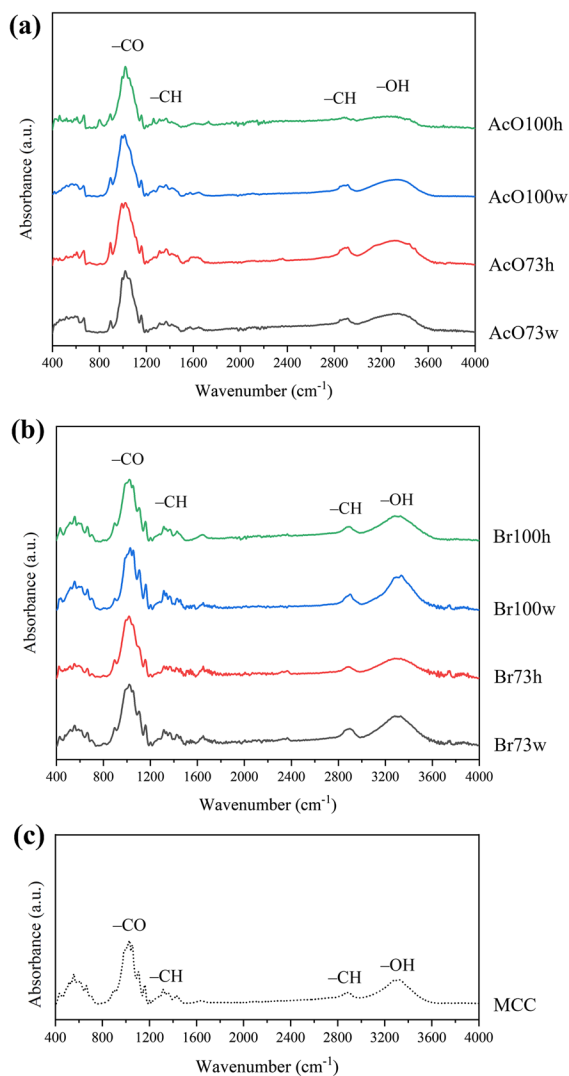 (a)
–CO
–CH
–CH
–OH
Absorbance (a.u.)
AcO100h
AcO100w
AcO73h
AcO73w
400 800 1200 1600 2000 2400 2800 3200 3600 4000
Wavenumber (cm-1)
(b)
–CO
–CH
–CH
–OH
Absorbance (a.u.)
Br100h
Br100w
Br73h
Br73w
400 800 1200 1600 2000 2400 2800 3200 3600 4000
Wavenumber (cm-1)
(c)
–CO
–CH
–CH
–OH
Absorbance (a.u.)
MCC
400 800 1200 1600 2000 2400 2800 3200 3600 4000
Wavenumber (cm-1)